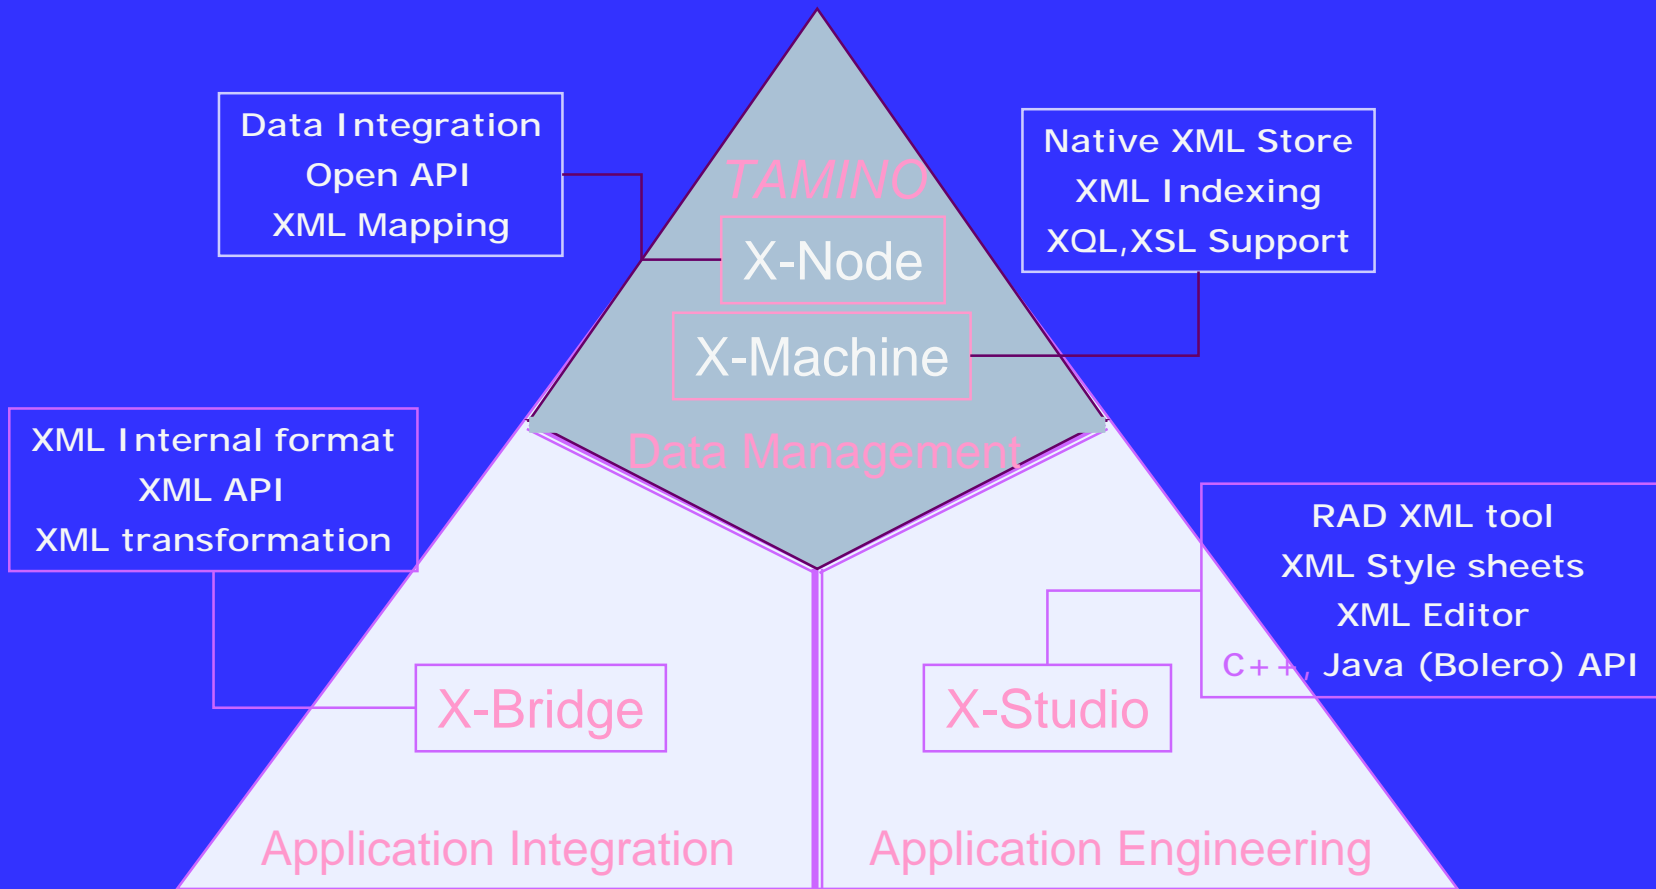 Data Integration
Open API
XML Mapping
TAMINO
X-Node
X-Machine
Data Management
Native XML Store
XML Indexing
XQL,XSL Support
XML Internal format
XML API
XML transformation
RAD XML tool
XML Style sheets
XML Editor
C++, Java (Bolero) API
X-Bridge
X-Studio
Application Integration
Application Engineering